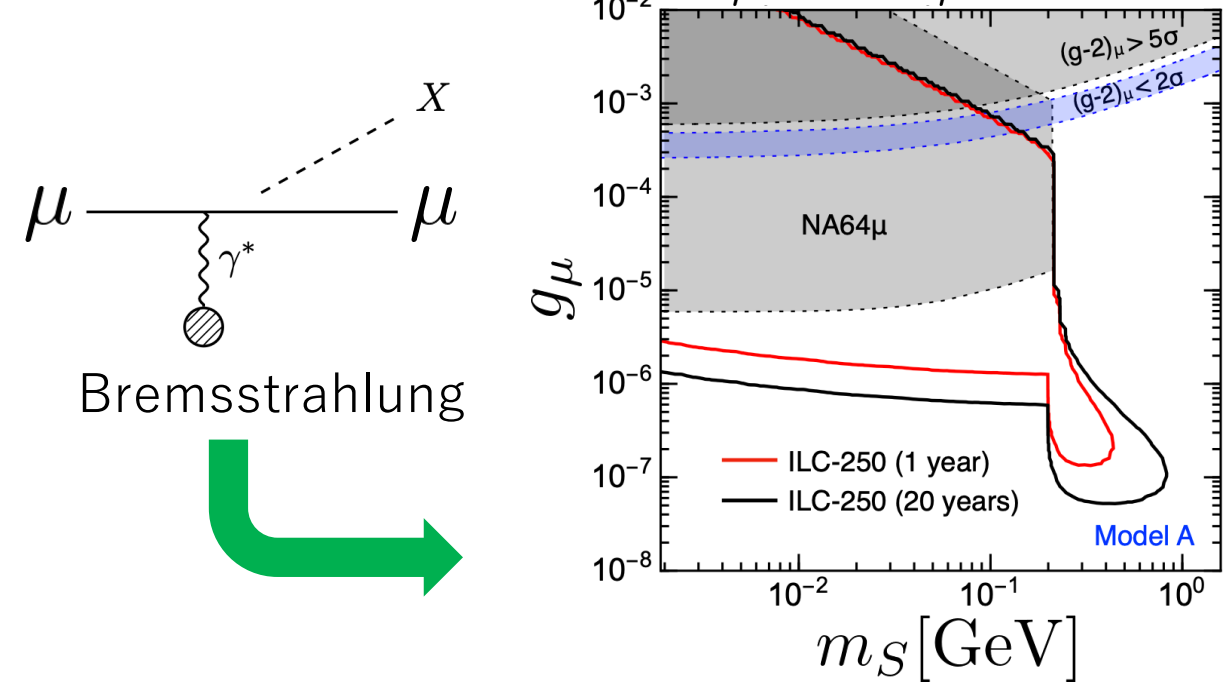 X
μ
μ
γ*
Bremsstrahlung
10⁻²
10⁻³
10⁻⁴
10⁻⁵
10⁻⁶
10⁻⁷
10⁻⁸
gμ
(g-2)μ > 5σ
(g-2)μ < 2σ
NA64μ
ILC-250 (1 year)
ILC-250 (20 years)
Model A
10⁻² 10⁻¹ 10⁰
mS[GeV]